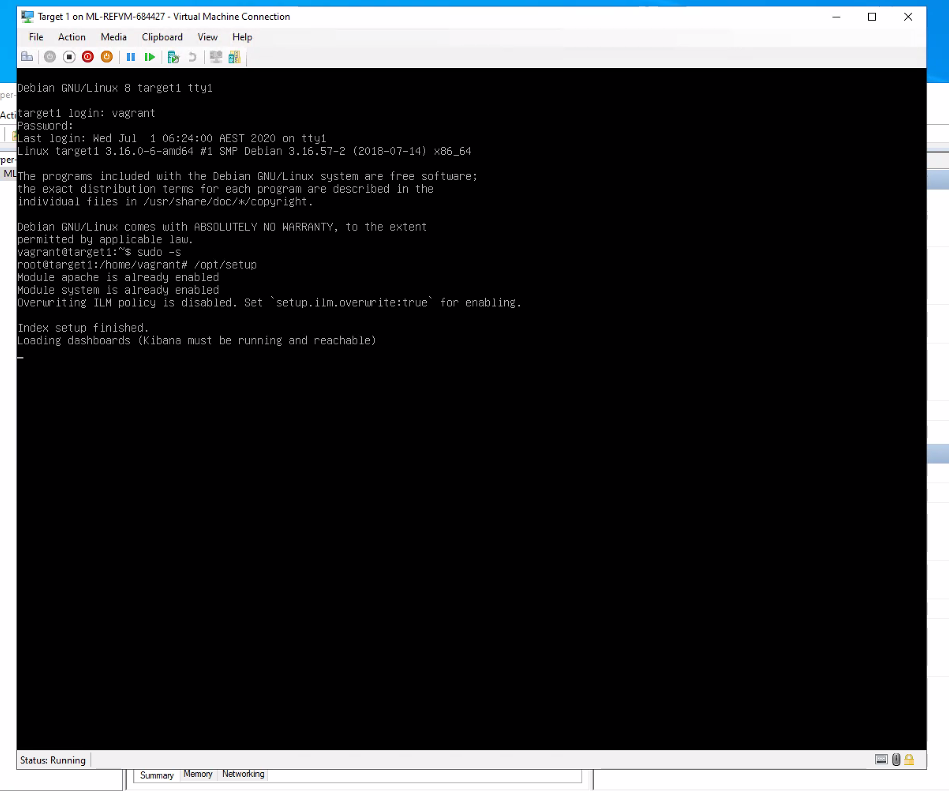 Target 1 on ML-REFVM-684427 - Virtual Machine Connection
File Action Media Clipboard View Help
Debian GNU/Linux 8 target1 tty1
target1 login: vagrant
Password:
Last login: Wed Jul  1 06:24:00 AEST 2020 on tty1
Linux target1 3.16.0-6-amd64 #1 SMP Debian 3.16.57-2 (2018-07-14) x86_64
The programs included with the Debian GNU/Linux system are free software;
the exact distribution terms for each program are described in the
individual files in /usr/share/doc/*/copyright.
Debian GNU/Linux comes with ABSOLUTELY NO WARRANTY, to the extent
permitted by applicable law.
vagrant@target1:~$ sudo -s
root@target1:/home/vagrant# /opt/setup
Module apache is already enabled
Module system is already enabled
Overwriting ILM policy is disabled. Set `setup.ilm.overwrite:true` for enabling.
Index setup finished.
Loading dashboards (Kibana must be running and reachable)
Status: Running
Summary Memory Networking
per-
Acti
per-
ML